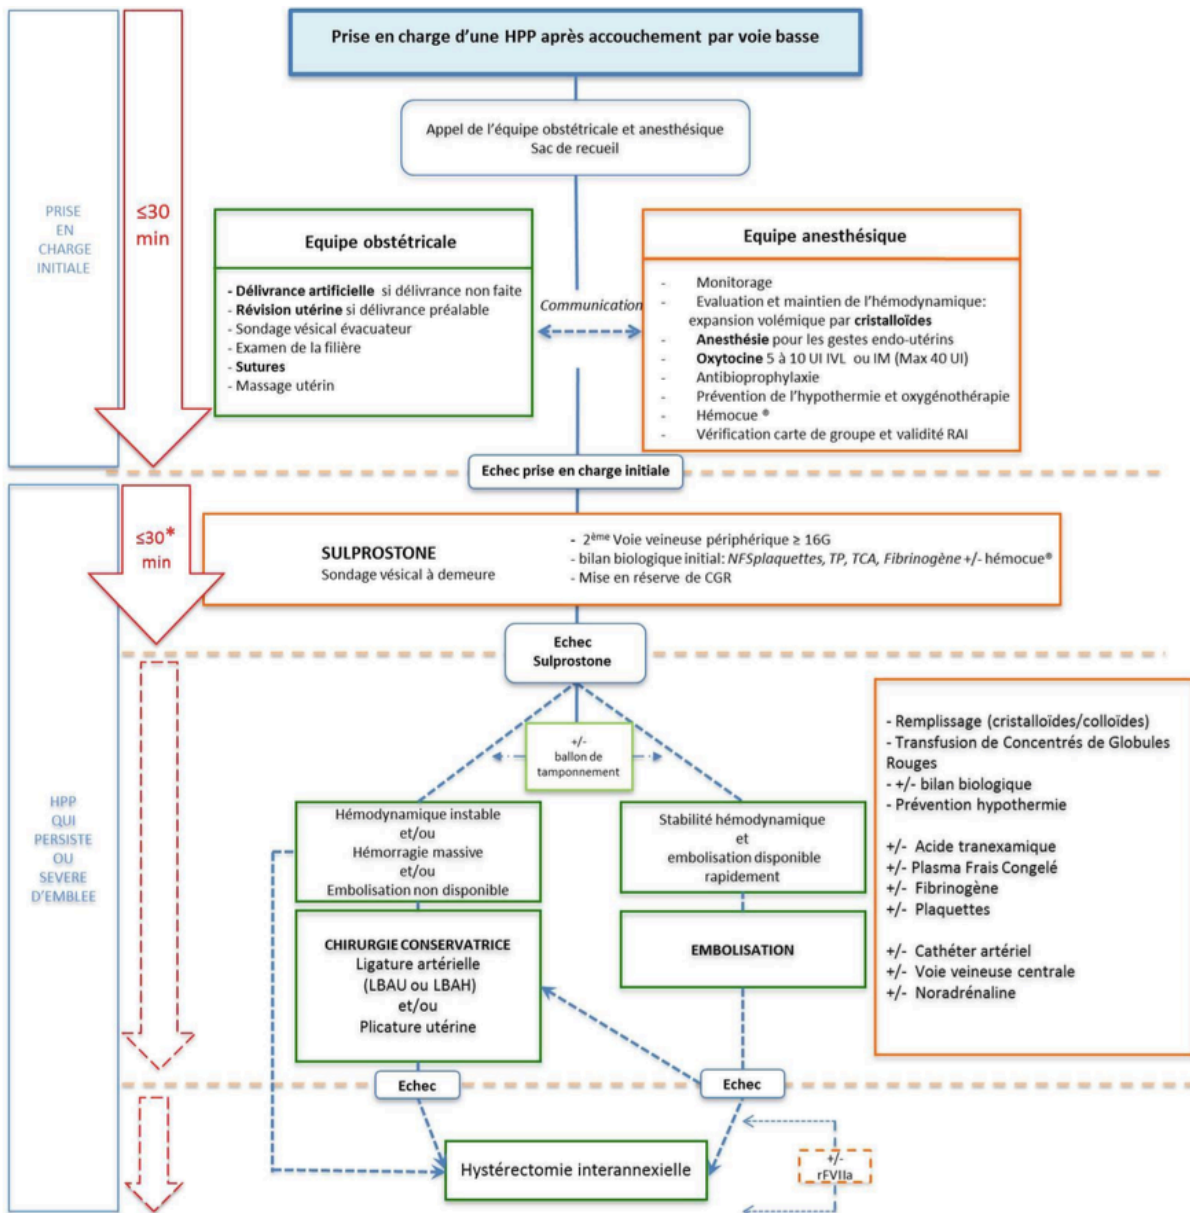 Prise en charge d’une HPP après accouchement par voie basse
Appel de l’équipe obstétricale et anesthésique
Sac de recueil
PRISE
EN
CHARGE
INITIALE
≤30
min
Equipe obstétricale
- Délivrance artificielle si délivrance non faite
- Révision utérine si délivrance préalable
- Sondage vésical évacuateur
- Examen de la filière
- Sutures
- Massage utérin
Communication
Equipe anesthésique
- Monitorage
- Evaluation et maintien de l’hémodynamique:
expansion volémique par cristalloïdes
- Anesthésie pour les gestes endo-utérins
- Oxytocine 5 à 10 UI IVL ou IM (Max 40 UI)
- Antibioprophylaxie
- Prévention de l’hypothermie et oxygénothérapie
- Hémocue ®
- Vérification carte de groupe et validité RAI
Echec prise en charge initiale
HPP
QUI
PERSISTE
OU
SEVERE
D’EMBLEE
≤30*
min
SULPROSTONE
Sondage vésical à demeure
- 2ème Voie veineuse périphérique ≥ 16G
- bilan biologique initial: NFSplaquettes, TP, TCA, Fibrinogène +/- hémocue®
- Mise en réserve de CGR
Echec
Sulprostone
+/-
ballon de
tamponnement
Hémodynamique instable
et/ou
Hémorragie massive
et/ou
Embolisation non disponible
Stabilité hémodynamique
et
embolisation disponible
rapidement
CHIRURGIE CONSERVATRICE
Ligature artérielle
(LBAU ou LBAH)
et/ou
Plicature utérine
EMBOLISATION
- Remplissage (cristalloïdes/colloïdes)
- Transfusion de Concentrés de Globules
Rouges
- +/- bilan biologique
- Prévention hypothermie
+/- Acide tranexamique
+/- Plasma Frais Congelé
+/- Fibrinogène
+/- Plaquettes
+/- Cathéter artériel
+/- Voie veineuse centrale
+/- Noradrénaline
Echec
Echec
Hystérectomie interannexielle
+/-
rFVIIa